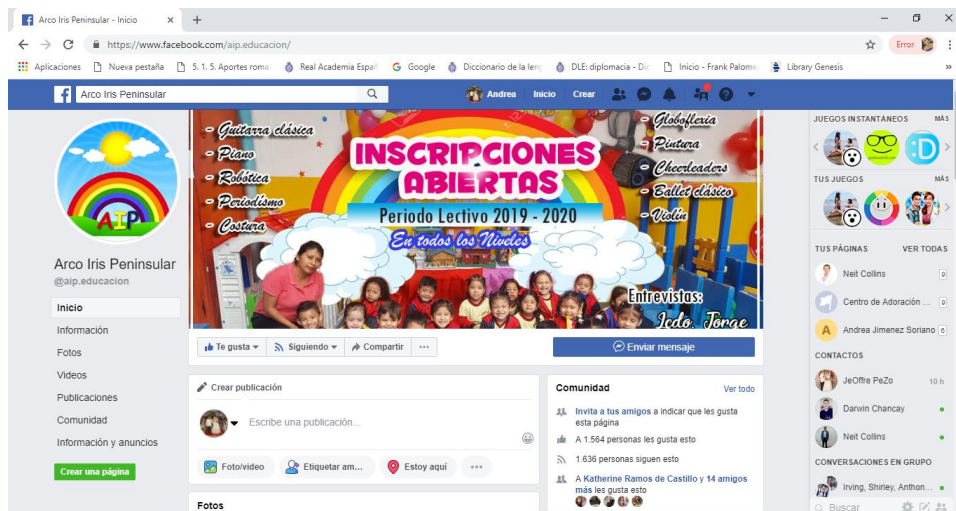 Arco Iris Peninsular - Inicio
https://www.facebook.com/aip.educacion/
Error
Aplicaciones
Nueva pestaña
5. 1. 5. Aportes roma
Real Academia Españ
Google
Diccionario de la leng
DLE: diplomacia - Dic
Inicio - Frank Palome
Library Genesis
Arco Iris Peninsular
Andrea
Inicio
Crear
AIP
Arco Iris Peninsular
@aip.educacion
Inicio
Información
Fotos
Videos
Publicaciones
Comunidad
Información y anuncios
Crear una página
- Guitarra clásica
- Piano
- Robótica
- Periodismo
- Costura
INSCRIPCIONES
ABIERTAS
Periodo Lectivo 2019 - 2020
En todos los Niveles
- Globoflexia
- Pintura
- Cheerleaders
- Ballet clásico
- Violín
Entrevistas:
Lcdo. Jorge
Te gusta
Siguiendo
Compartir
Enviar mensaje
Crear publicación
Escribe una publicación...
Foto/video
Etiquetar am...
Estoy aquí
Fotos
Comunidad
Ver todo
Invita a tus amigos a indicar que les gusta
esta página
A 1.564 personas les gusta esto
1.636 personas siguen esto
A Katherine Ramos de Castillo y 14 amigos
más les gusta esto
JUEGOS INSTANTÁNEOS
MÁS
TUS JUEGOS
MÁS
TUS PÁGINAS
VER TODAS
Neit Collins
9
Centro de Adoración ...
9
A
Andrea Jimenez Soriano
6
CONTACTOS
JeOffre PeZo
10 h
Darwin Chancay
Neit Collins
CONVERSACIONES EN GRUPO
Irving, Shirley, Anthon...
Buscar